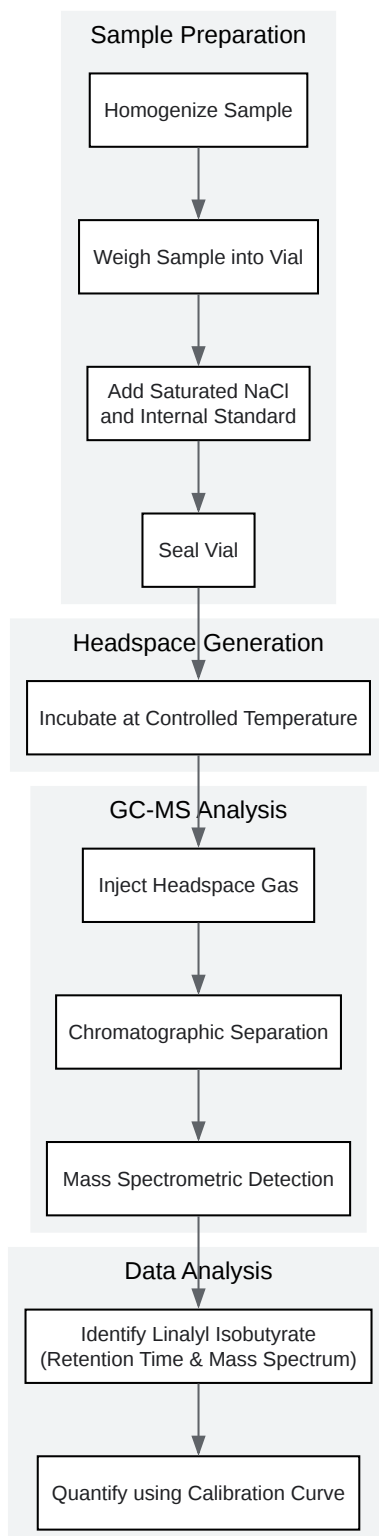 Sample Preparation
Homogenize Sample
Weigh Sample into Vial
Add Saturated NaCl
and Internal Standard
Seal Vial
Headspace Generation
Incubate at Controlled Temperature
GC-MS Analysis
Inject Headspace Gas
Chromatographic Separation
Mass Spectrometric Detection
Data Analysis
Identify Linalyl Isobutyrate
(Retention Time & Mass Spectrum)
Quantify using Calibration Curve